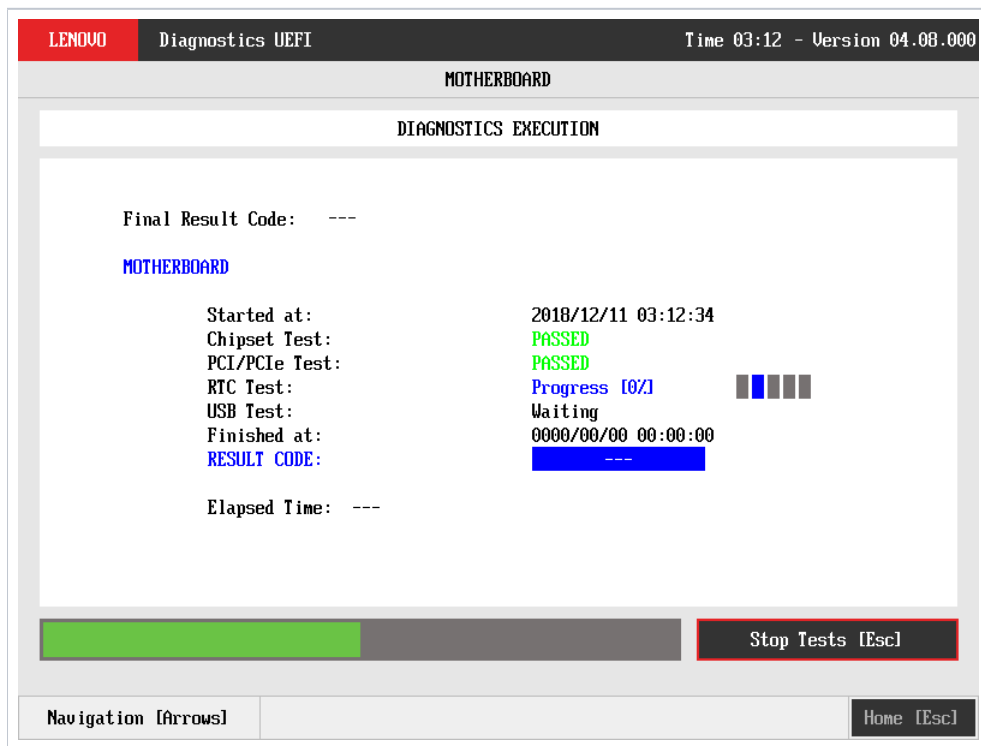 LENOVO Diagnostics UEFI Time 03:12 - Version 04.08.000
MOTHERBOARD
DIAGNOSTICS EXECUTION
Final Result Code: ---
MOTHERBOARD
Started at: 2018/12/11 03:12:34
Chipset Test: PASSED
PCI/PCIe Test: PASSED
RTC Test: Progress [0%]
USB Test: Waiting
Finished at: 0000/00/00 00:00:00
RESULT CODE: ---
Elapsed Time: ---
Stop Tests [Esc]
Navigation [Arrows] Home [Esc]